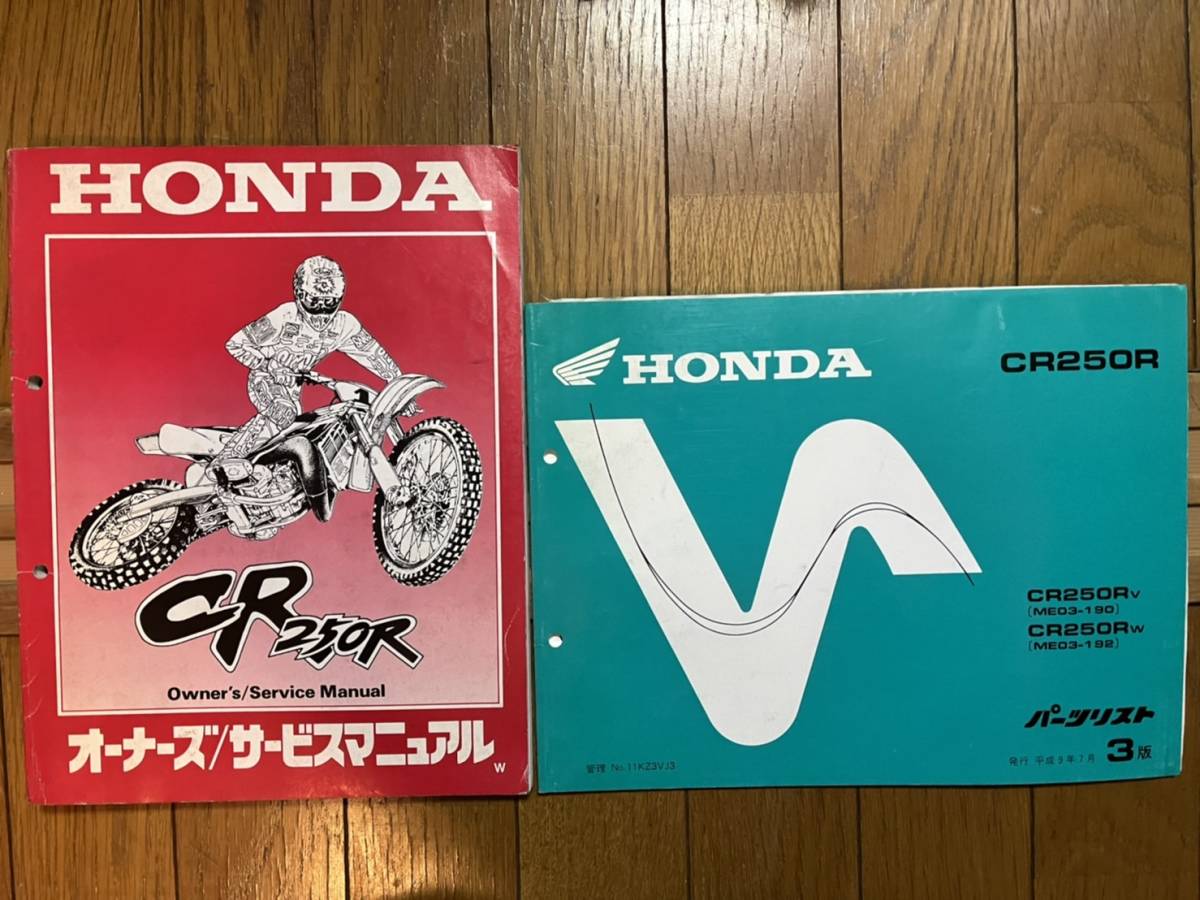 HONDA
1
CR250R
Owner's/Service Manual
オーナーズ/サービスマニュアル
W
HONDA
CR250R
CR250RV
(ME03-190)
CR250RW
(ME03-192)
パーツリスト
管理 No.11KZ3VJ3
発行 平成9年7月 3版